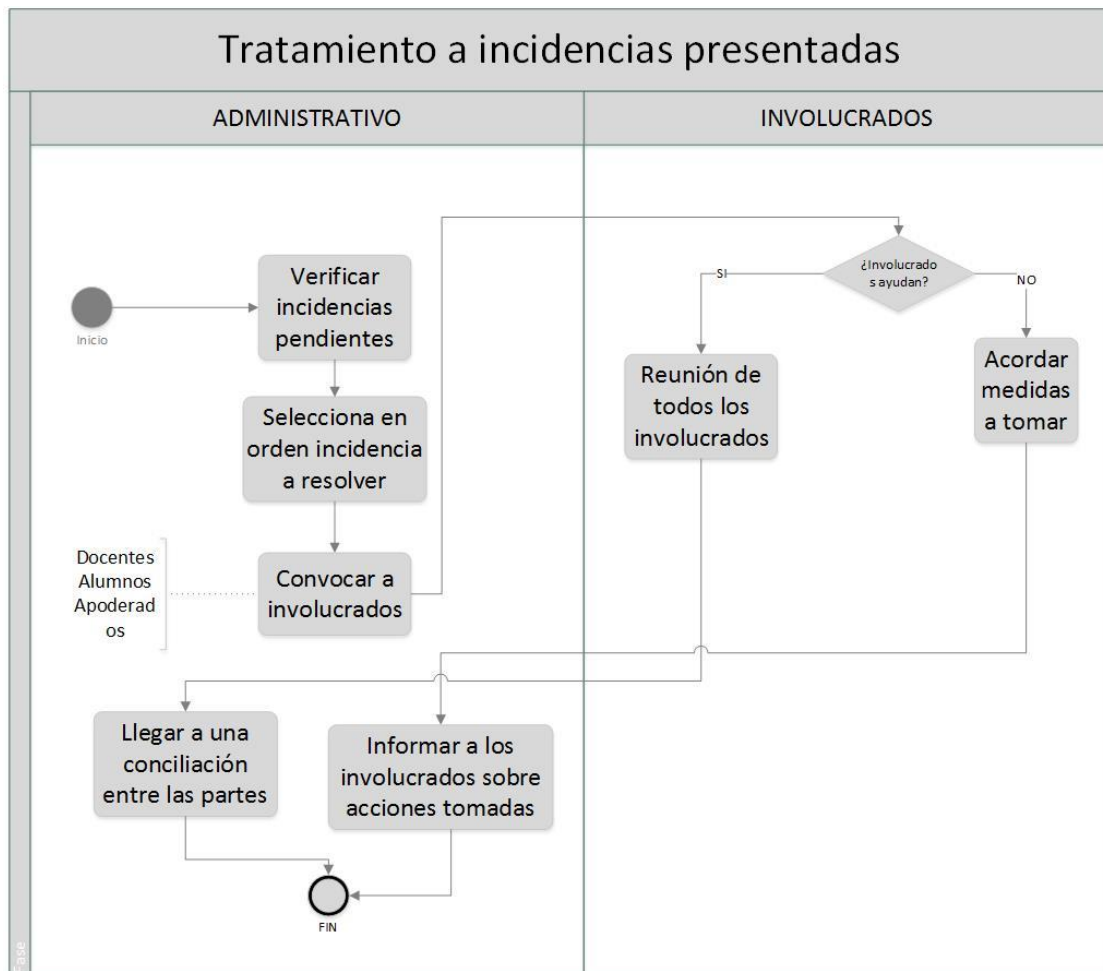 Tratamiento a incidencias presentadas
ADMINISTRATIVO
INVOLUCRADOS
Inicio
Verificar
incidencias
pendientes
Selecciona en
orden incidencia
a resolver
Docentes
Alumnos
Apoderad
os
Convocar a
involucrados
¿Involucrado
s ayudan?
SI
NO
Reunión de
todos los
involucrados
Acordar
medidas
a tomar
Llegar a una
conciliación
entre las partes
Informar a los
involucrados sobre
acciones tomadas
FIN
Fase